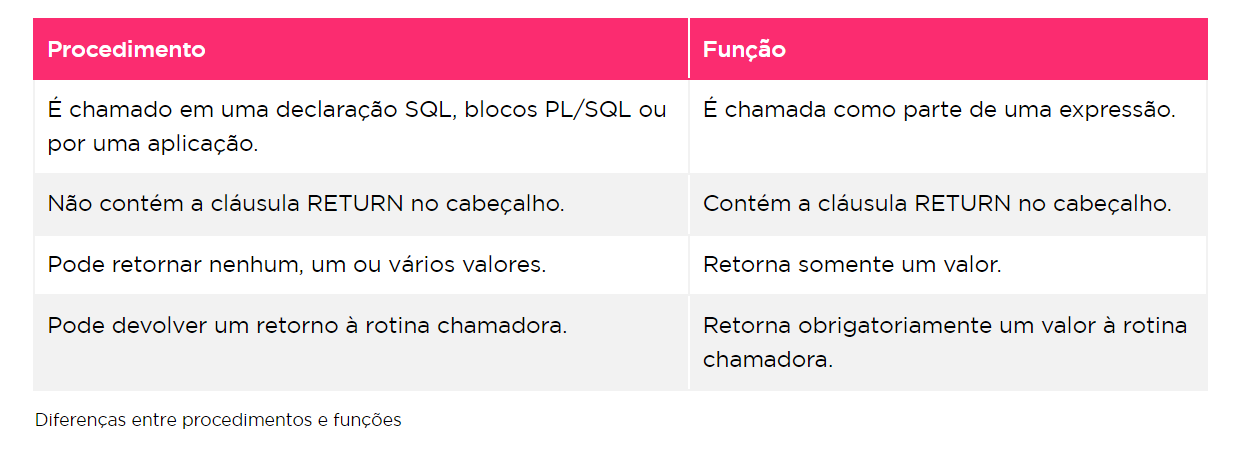 Procedimento
Função
É chamado em uma declaração SQL, blocos PL/SQL ou
por uma aplicação.
É chamada como parte de uma expressão.
Não contém a cláusula RETURN no cabeçalho.
Contém a cláusula RETURN no cabeçalho.
Pode retornar nenhum, um ou vários valores.
Retorna somente um valor.
Pode devolver um retorno à rotina chamadora.
Retorna obrigatoriamente um valor à rotina
chamadora.
Diferenças entre procedimentos e funções